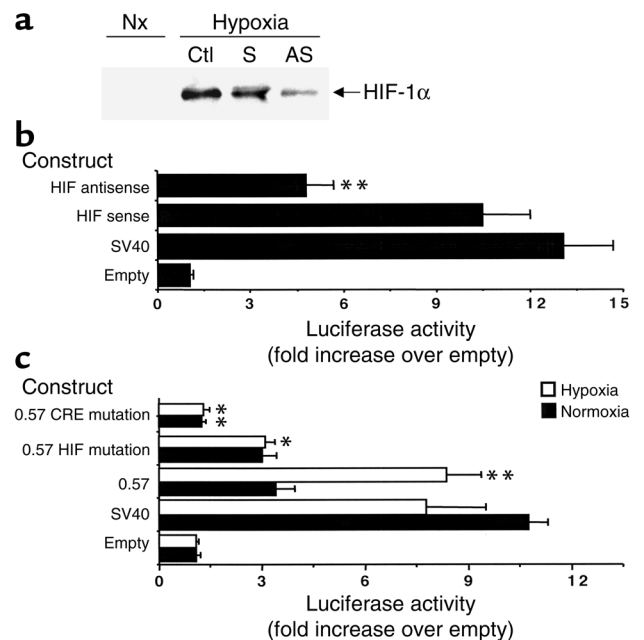 a
Nx Hypoxia
Ctl S AS
HIF-1α
b
Construct
HIF antisense
**
HIF sense
SV40
Empty
0 3 6 9 12 15
Luciferase activity
(fold increase over empty)
c
Construct
Hypoxia
Normoxia
0.57 CRE mutation
*
*
0.57 HIF mutation
*
0.57
**
SV40
Empty
0 3 6 9 12
Luciferase activity
(fold increase over empty)